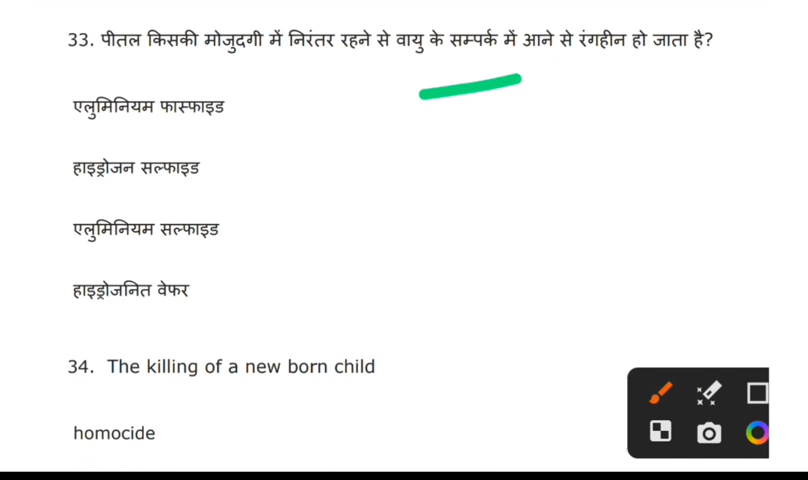 33. पीतल किसकी मोजुदगी में निरंतर रहने से वायु के सम्पर्क में आने से रंगहीन हो जाता है?
एलुमिनियम फास्फाइड
हाइड्रोजन सल्फाइड
एलुमिनियम सल्फाइड
हाइड्रोजनित वेफर
34. The killing of a new born child
homocide